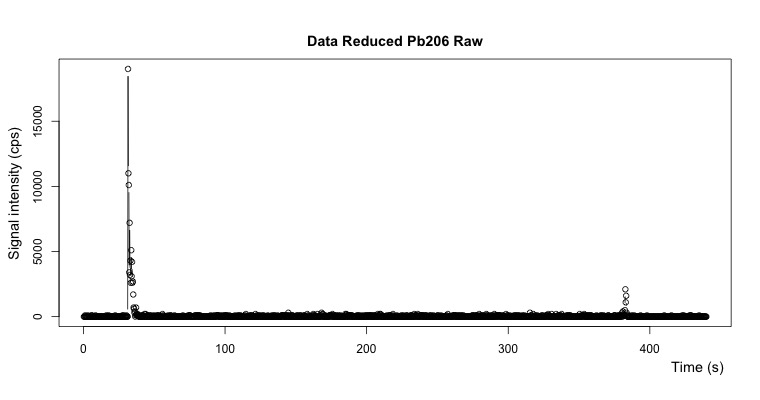 Data Reduced Pb206 Raw
Signal intensity (cps)
15000
10000
5000
0
0 100 200 300 400
Time (s)